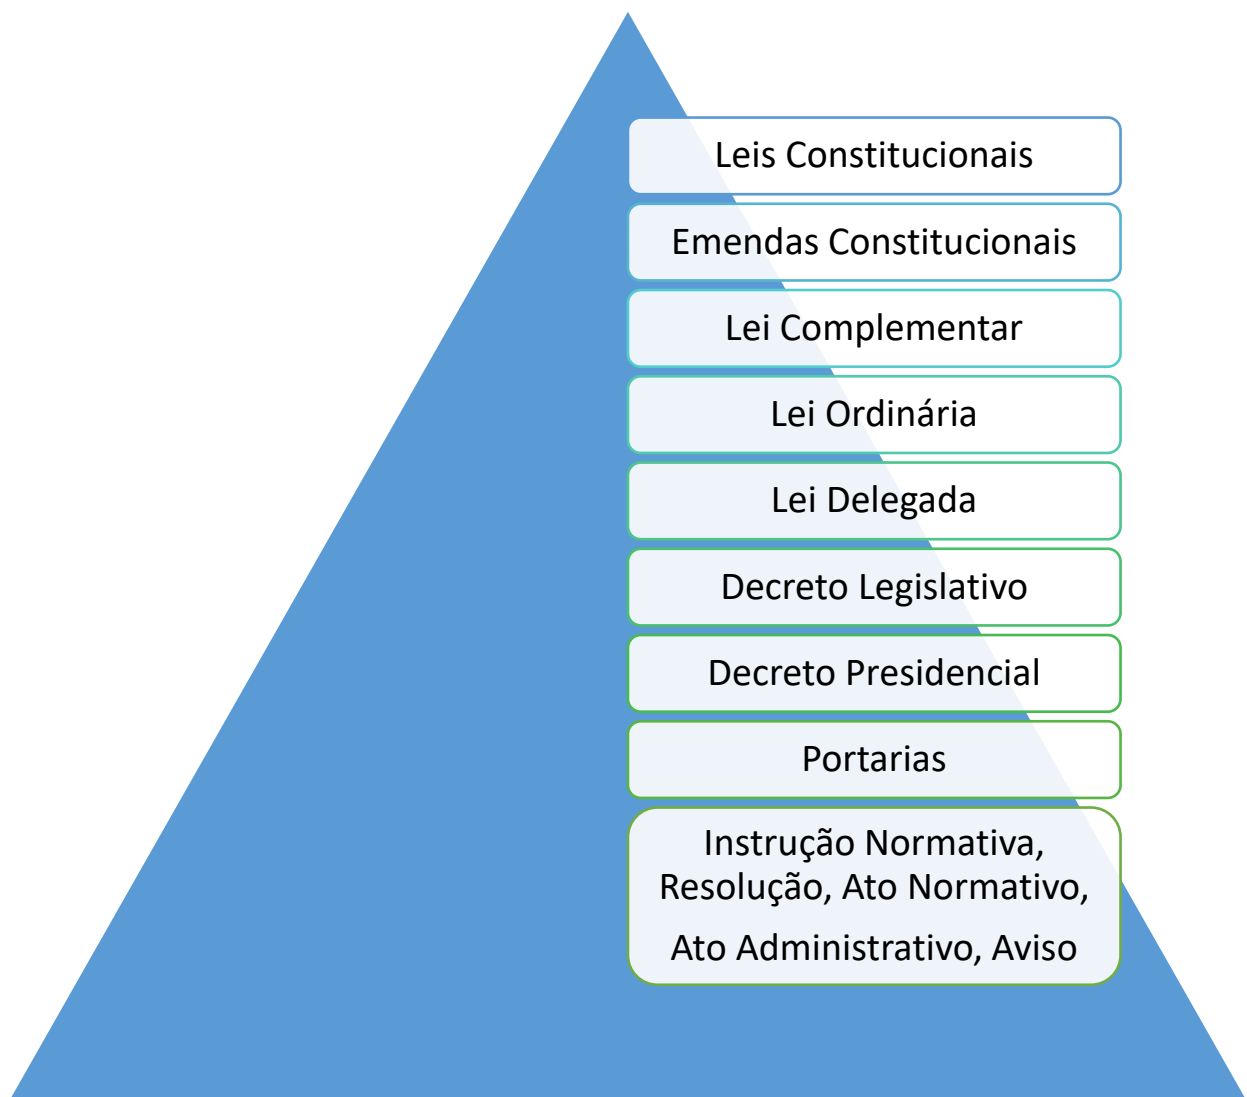 Leis Constitucionais
Emendas Constitucionais
Lei Complementar
Lei Ordinária
Lei Delegada
Decreto Legislativo
Decreto Presidencial
Portarias
Instrução Normativa,
Resolução, Ato Normativo,
Ato Administrativo, Aviso